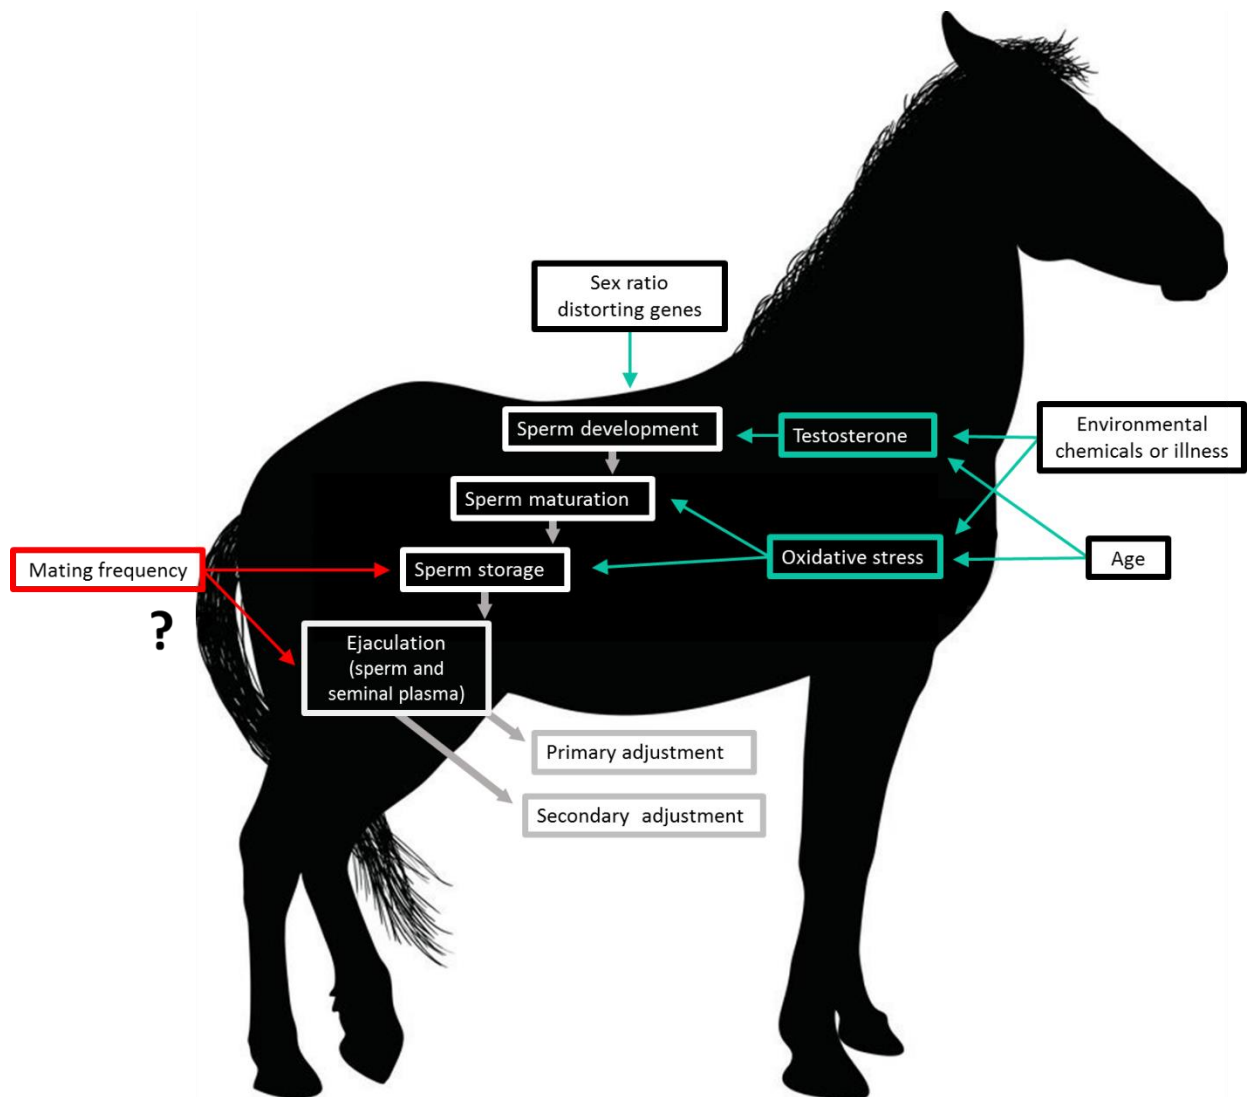 Sex ratio
distorting genes
Sperm development
Testosterone
Environmental
chemicals or illness
Sperm maturation
Mating frequency
Sperm storage
Oxidative stress
Age
?
Ejaculation
(sperm and
seminal plasma)
Primary adjustment
Secondary adjustment